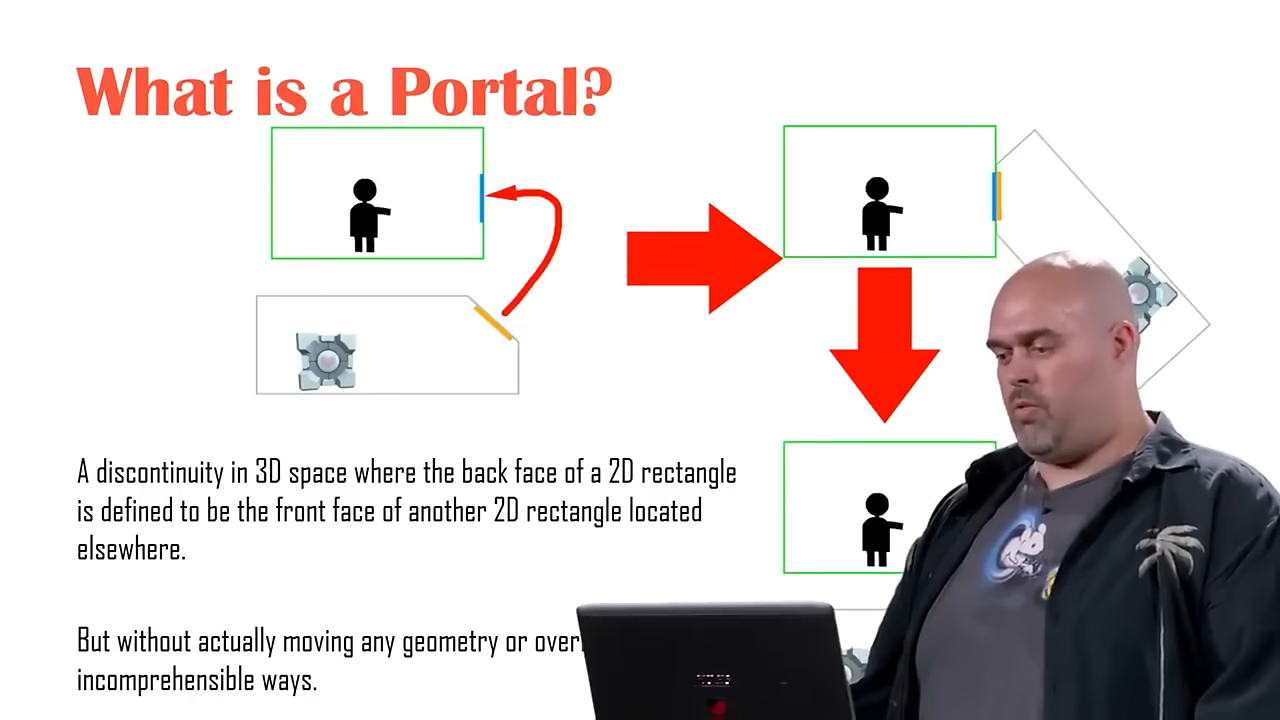 What is a Portal?
A discontinuity in 3D space where the back face of a 2D rectangle
is defined to be the front face of another 2D rectangle located
elsewhere.
But without actually moving any geometry or
incomprehensible ways.